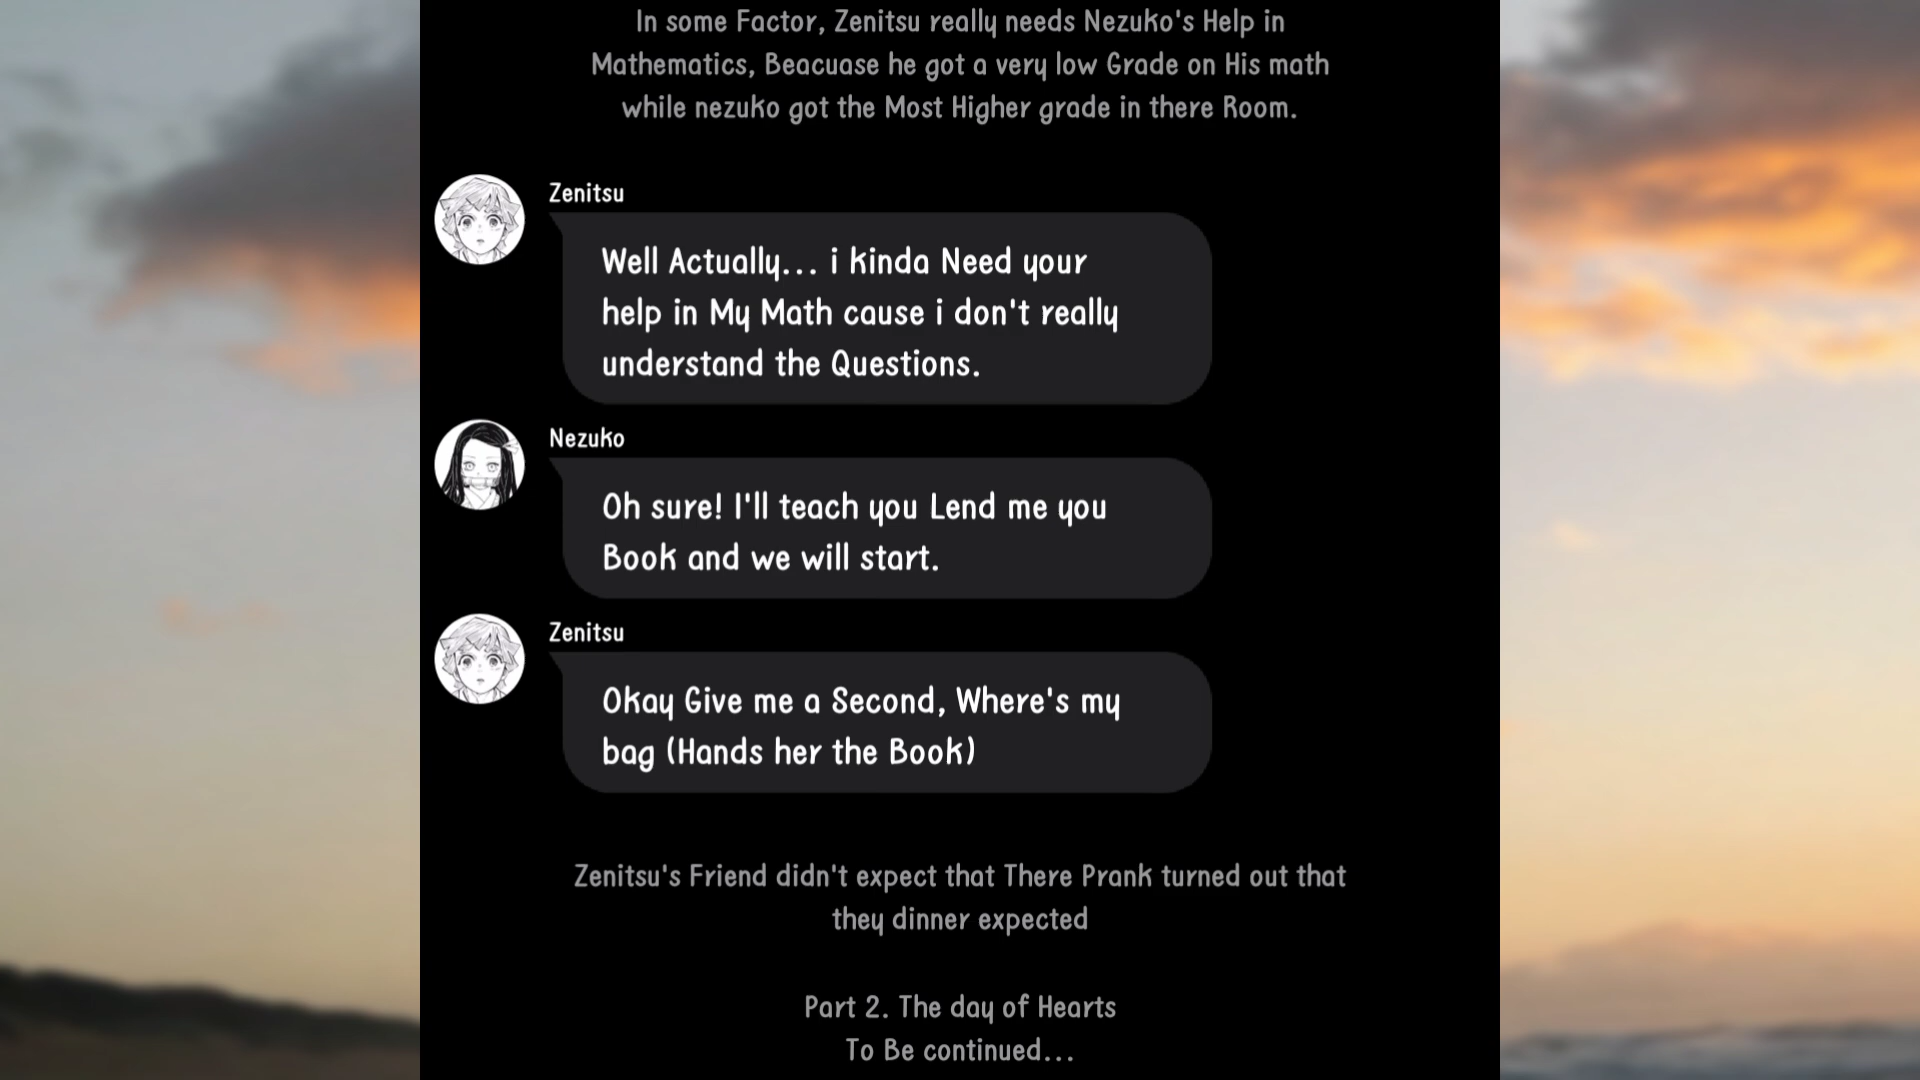 In some Factor, Zenitsu really needs Nezuko's Help in
Mathematics, Beacuase he got a very low Grade on His math
while nezuko got the Most Higher grade in there Room.
Zenitsu
Well Actually... i kinda Need your
help in My Math cause i don't really
understand the Questions.
Nezuko
Oh sure! I'll teach you Lend me you
Book and we will start.
Zenitsu
Okay Give me a Second, Where's my
bag (Hands her the Book)
Zenitsu's Friend didn't expect that There Prank turned out that
they dinner expected
Part 2. The day of Hearts
To Be continued...